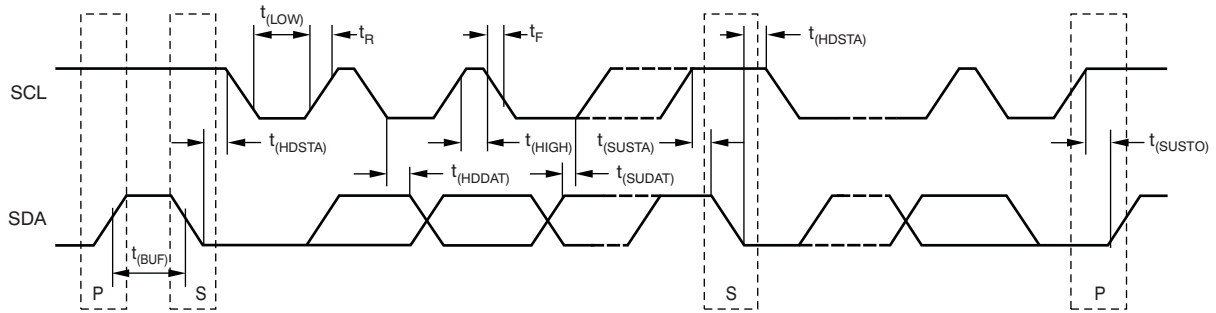 t(LOW)
tR
tF
t(HDSTA)
SCL
t(HDSTA)
t(HIGH)
t(SUSTA)
t(SUSTO)
t(HDDAT)
t(SUDAT)
SDA
t(BUF)
P
S
S
P